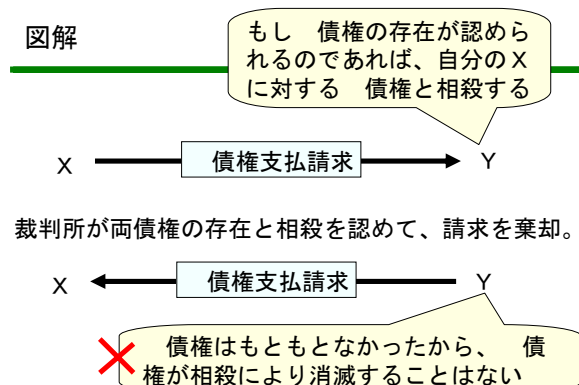 図解
もし　債権の存在が認めら
れるのであれば、自分のＸ
に対する　債権と相殺する
Ｘ
債権支払請求
Ｙ
裁判所が両債権の存在と相殺を認めて、請求を棄却。
Ｘ
債権支払請求
Ｙ
債権はもともとなかったから、　債
権が相殺により消滅することはない